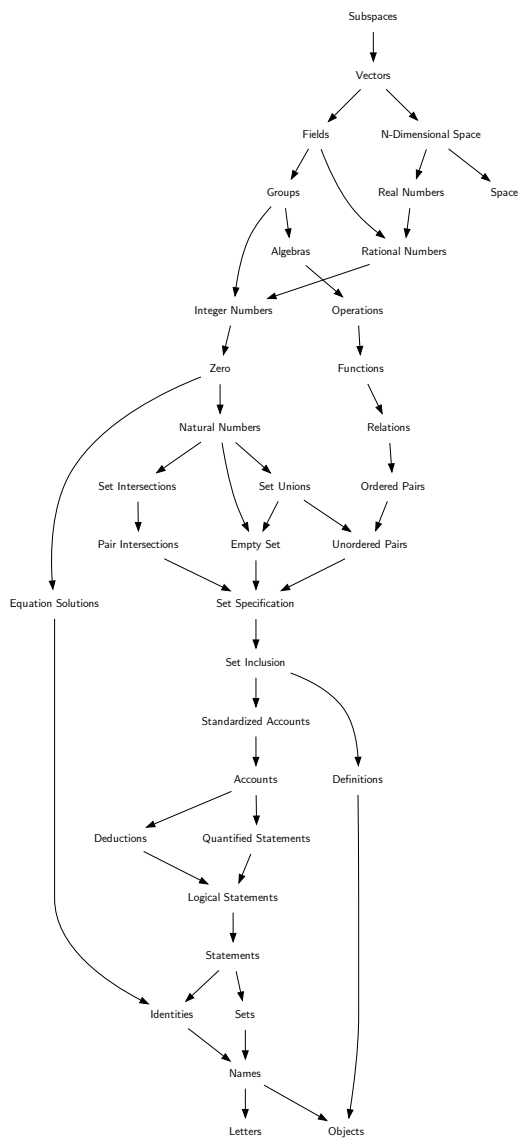 Subspaces
Vectors
Fields
N-Dimensional Space
Groups
Real Numbers
Space
Algebras
Rational Numbers
Integer Numbers
Operations
Zero
Functions
Natural Numbers
Relations
Set Intersections
Set Unions
Ordered Pairs
Pair Intersections
Empty Set
Unordered Pairs
Equation Solutions
Set Specification
Set Inclusion
Standardized Accounts
Accounts
Definitions
Deductions
Quantified Statements
Logical Statements
Statements
Identities
Sets
Names
Letters
Objects